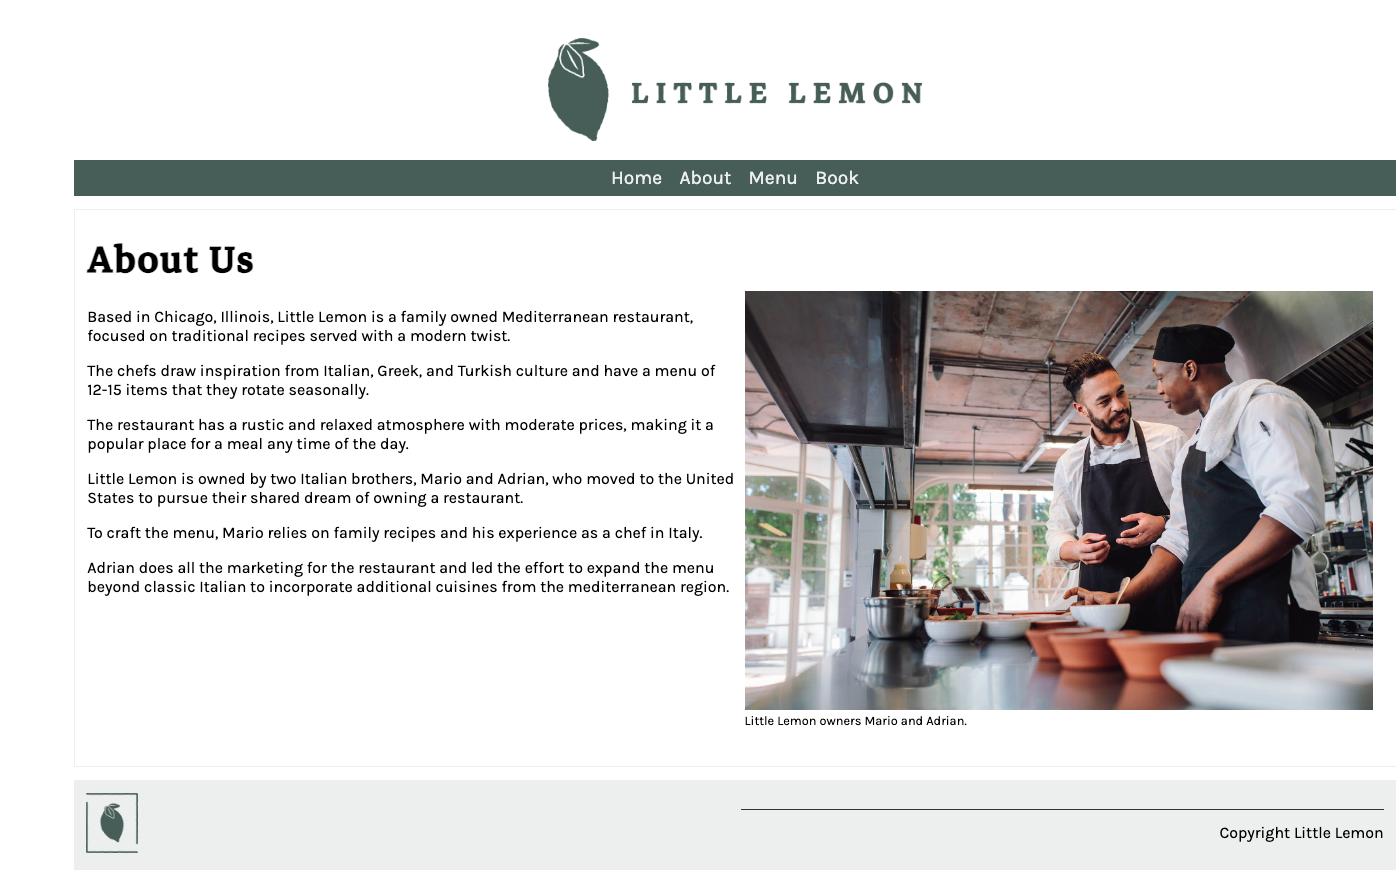 LITTLE LEMON
Home About Menu Book
About Us
Based in Chicago, Illinois, Little Lemon is a family owned Mediterranean restaurant,
focused on traditional recipes served with a modern twist.
The chefs draw inspiration from Italian, Greek, and Turkish culture and have a menu of
12-15 items that they rotate seasonally.
The restaurant has a rustic and relaxed atmosphere with moderate prices, making it a
popular place for a meal any time of the day.
Little Lemon is owned by two Italian brothers, Mario and Adrian, who moved to the United
States to pursue their shared dream of owning a restaurant.
To craft the menu, Mario relies on family recipes and his experience as a chef in Italy.
Adrian does all the marketing for the restaurant and led the effort to expand the menu
beyond classic Italian to incorporate additional cuisines from the mediterranean region.
Little Lemon owners Mario and Adrian.
Copyright Little Lemon